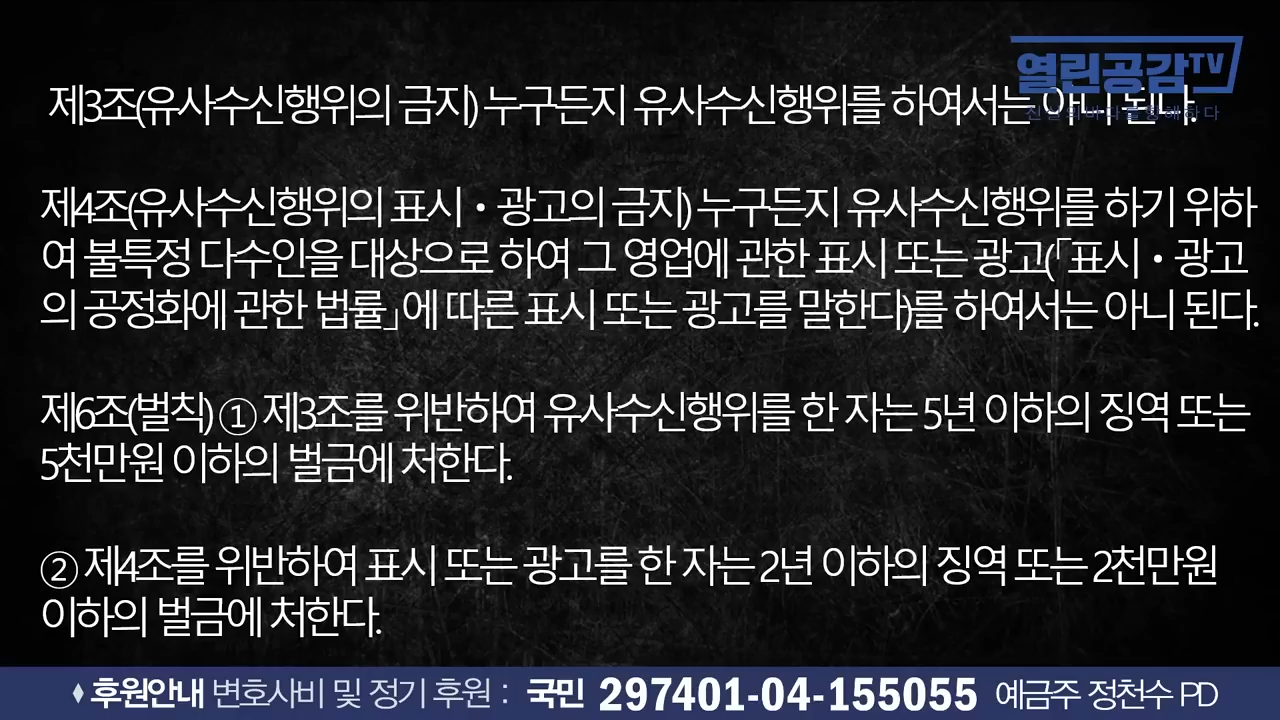 열린공감TV
진실의 바다를 향해하다
제3조(유사수신행위의 금지) 누구든지 유사수신행위를 하여서는 아니 된다.
제4조(유사수신행위의 표시·광고의 금지) 누구든지 유사수신행위를 하기 위하
여 불특정 다수인을 대상으로 하여 그 영업에 관한 표시 또는 광고(「표시·광고
의 공정화에 관한 법률」에 따른 표시 또는 광고를 말한다)를 하여서는 아니 된다.
제6조(벌칙) ① 제3조를 위반하여 유사수신행위를 한 자는 5년 이하의 징역 또는
5천만원 이하의 벌금에 처한다.
② 제4조를 위반하여 표시 또는 광고를 한 자는 2년 이하의 징역 또는 2천만원
이하의 벌금에 처한다.
♦ 후원안내 변호사비 및 정기 후원 : 국민 297401-04-155055 예금주 정천수 PD